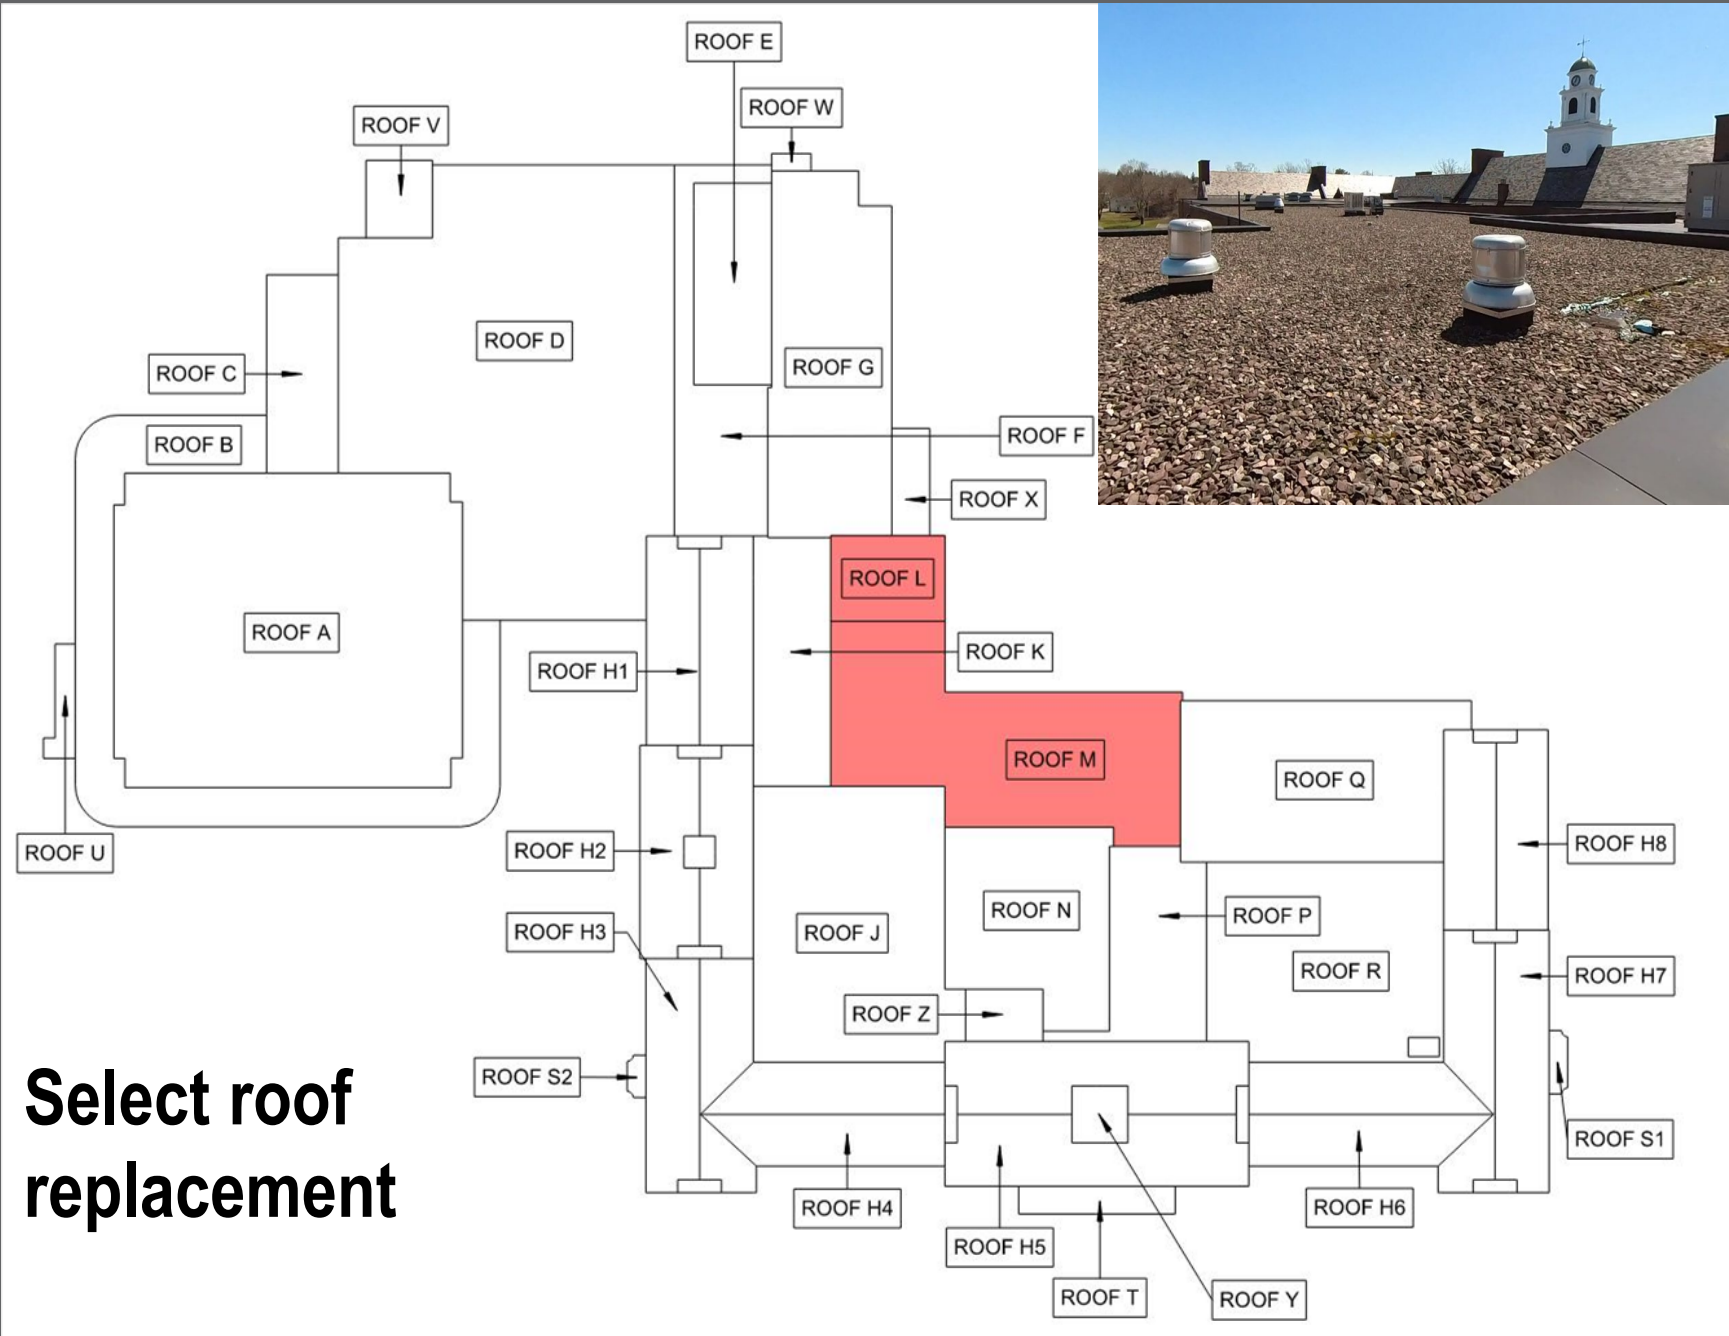 ROOF E
ROOF W
ROOF V
ROOF D
ROOF G
ROOF C
ROOF F
ROOF B
ROOF X
ROOF L
ROOF A
ROOF K
ROOF H1
ROOF M
ROOF Q
ROOF H8
ROOF U
ROOF H2
ROOF N
ROOF P
ROOF H3
ROOF J
ROOF R
ROOF H7
ROOF Z
ROOF S2
Select roof
replacement
ROOF S1
ROOF H4
ROOF H6
ROOF H5
ROOF T
ROOF Y